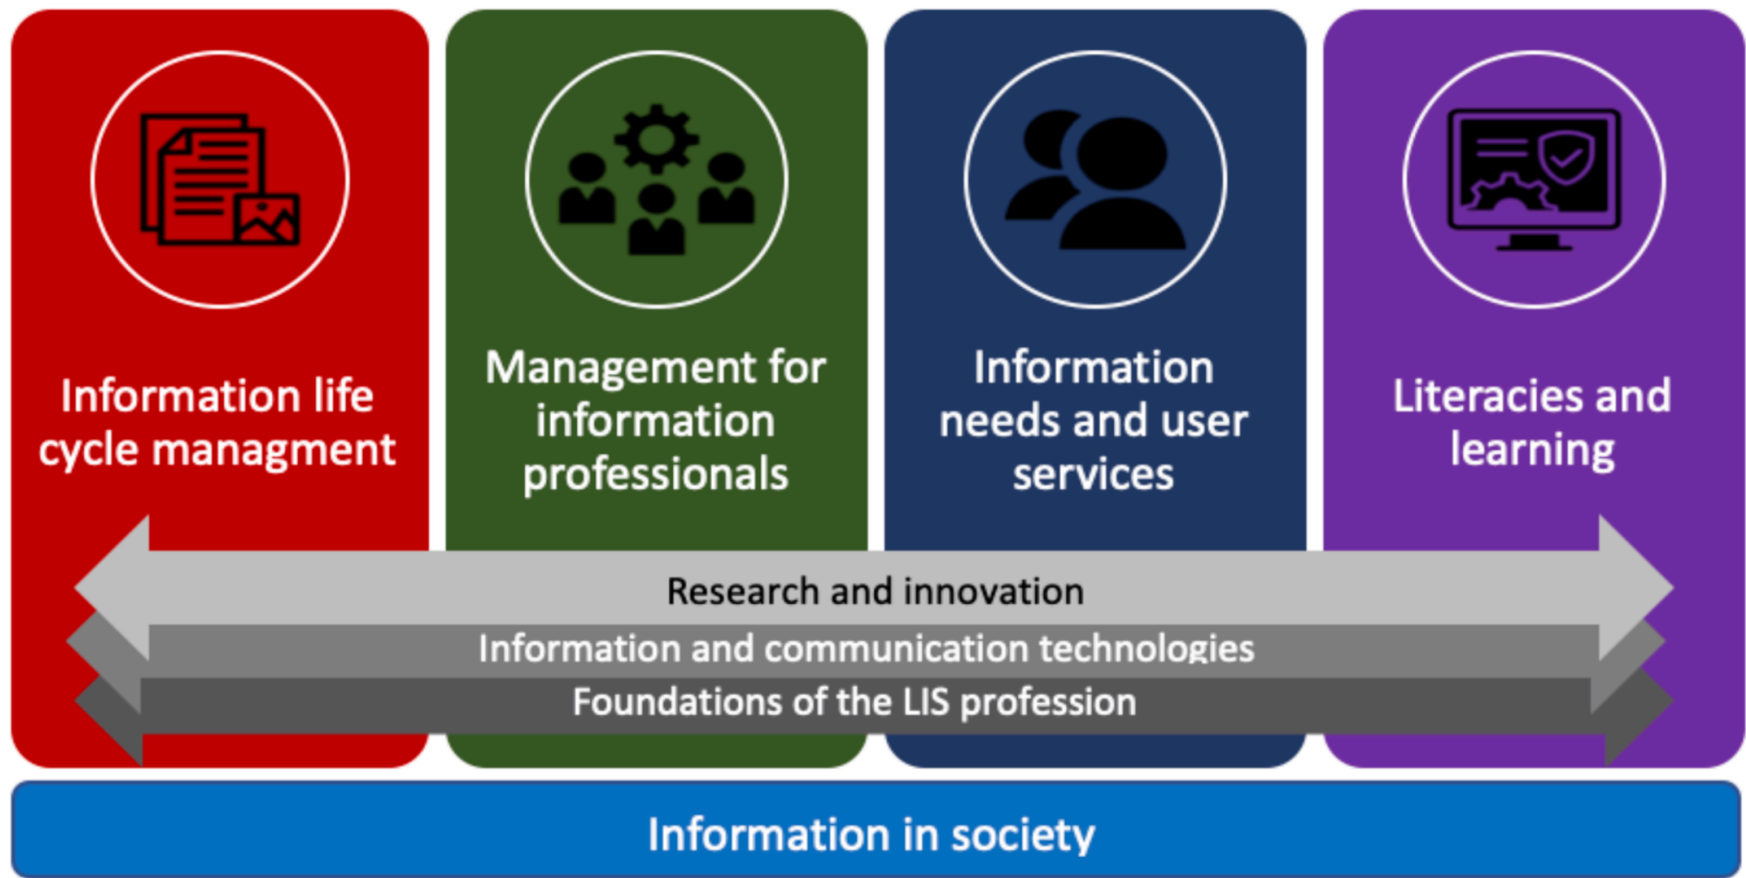 Information life
cycle managment
Management for
information
professionals
Information
needs and user
services
Literacies and
learning
Research and innovation
Information and communication technologies
Foundations of the LIS profession
Information in society